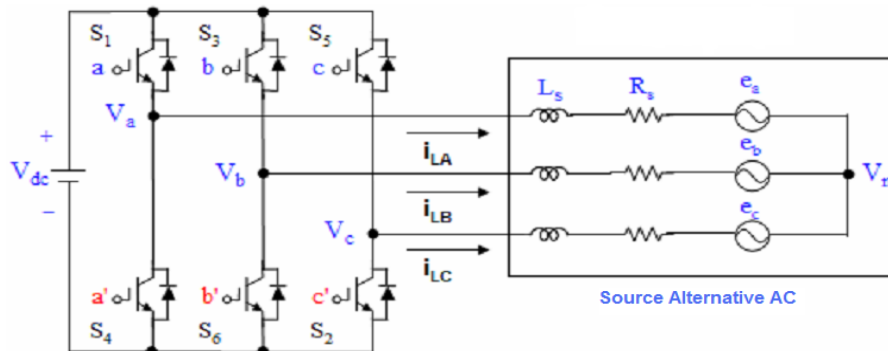 S1 S3 S5
a b c
Ls Rs ea
Va
+
iLA
eb
Vdc
Vb
Vn
−
iLB
ec
Vc
iLC
a' b' c'
Source Alternative AC
S4 S6 S2